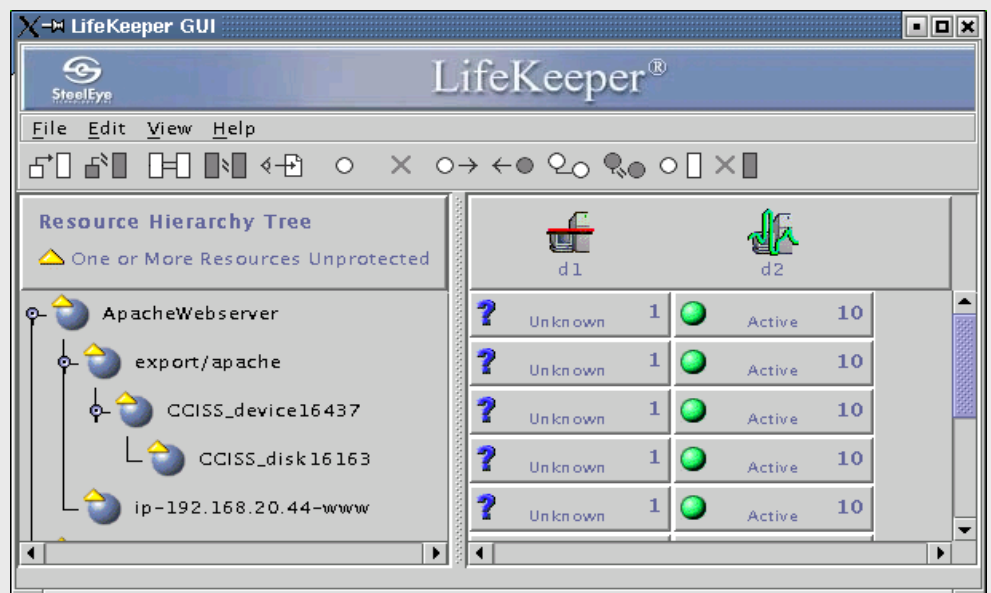 LifeKeeper GUI
SteelEye
LifeKeeper®
File Edit View Help
Resource Hierarchy Tree
One or More Resources Unprotected
d1 d2
ApacheWebserver ? Unknown 1 Active 10
export/apache ? Unknown 1 Active 10
CCISS_device16437 ? Unknown 1 Active 10
CCISS_disk16163 ? Unknown 1 Active 10
ip-192.168.20.44-www ? Unknown 1 Active 10